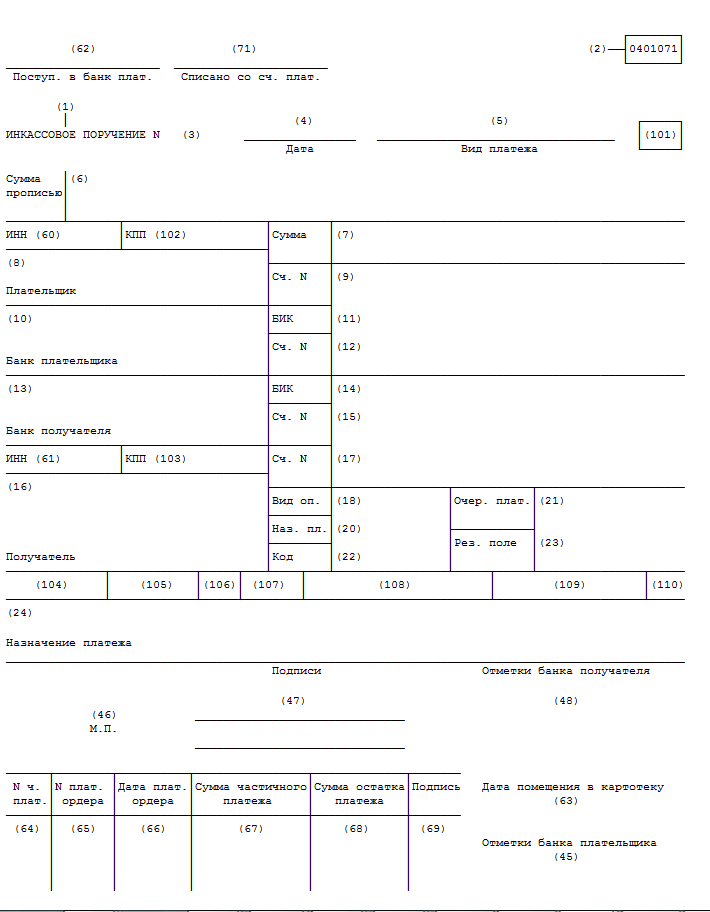 (62) (71) (2) 0401071
Поступ. в банк плат. Списано со сч. плат.
(1)
(4) (5)
ИНКАССОВОЕ ПОРУЧЕНИЕ N (3) (101)
Дата Вид платежа
Сумма (6)
прописью
ИНН (60) КПП (102) Сумма (7)
(8)
Сч. N (9)
Плательщик
(10) БИК (11)
Сч. N (12)
Банк плательщика
(13) БИК (14)
Сч. N (15)
Банк получателя
ИНН (61) КПП (103) Сч. N (17)
(16)
Вид оп. (18) Очер. плат. (21)
Наз. пл. (20)
Рез. поле (23)
Получатель Код (22)
(104) (105) (106) (107) (108) (109) (110)
(24)
Назначение платежа
Подписи Отметки банка получателя
(47) (48)
(46)
М.П.
N ч. N плат. Дата плат. Сумма частичного Сумма остатка Подпись Дата помещения в картотеку
плат. ордера ордера платежа платежа (63)
(64) (65) (66) (67) (68) (69)
Отметки банка плательщика
(45)